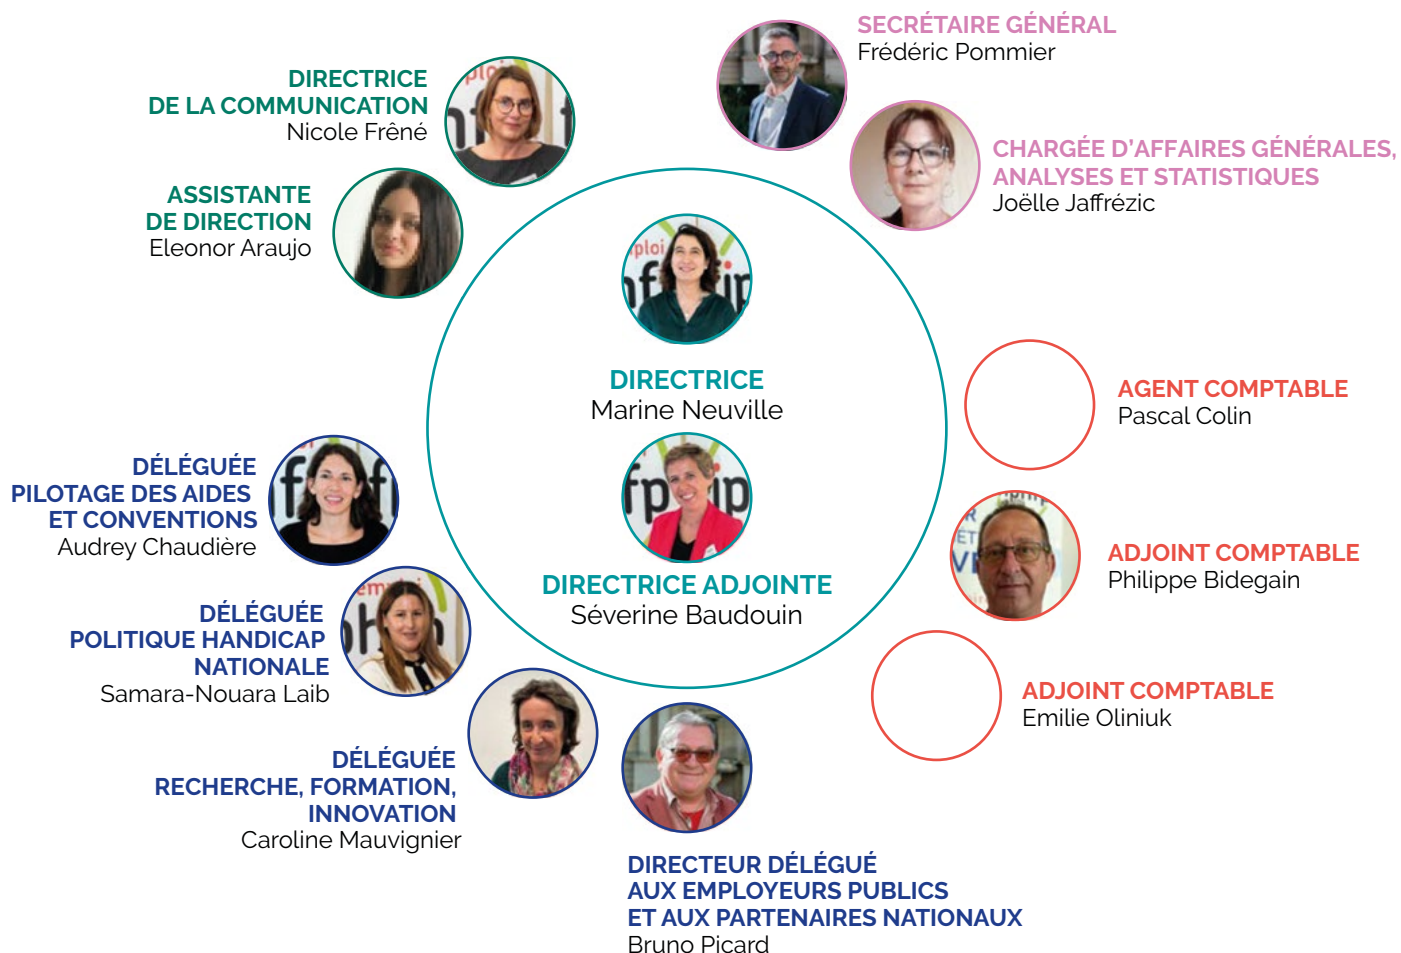 SECRÉTAIRE GÉNÉRAL
Frédéric Pommier
DIRECTRICE
DE LA COMMUNICATION
Nicole Frêné
CHARGÉE D'AFFAIRES GÉNÉRALES,
ANALYSES ET STATISTIQUES
Joëlle Jaffrézic
ASSISTANTE
DE DIRECTION
Eleonor Araujo
DIRECTRICE
Marine Neuville
AGENT COMPTABLE
Pascal Colin
DÉLÉGUÉE
PILOTAGE DES AIDES
ET CONVENTIONS
Audrey Chaudière
DIRECTRICE ADJOINTE
Séverine Baudouin
ADJOINT COMPTABLE
Philippe Bidegain
DÉLÉGUÉE
POLITIQUE HANDICAP
NATIONALE
Samara-Nouara Laib
ADJOINT COMPTABLE
Emilie Oliniuk
DÉLÉGUÉE
RECHERCHE, FORMATION,
INNOVATION
Caroline Mauvignier
DIRECTEUR DÉLÉGUÉ
AUX EMPLOYEURS PUBLICS
ET AUX PARTENAIRES NATIONAUX
Bruno Picard